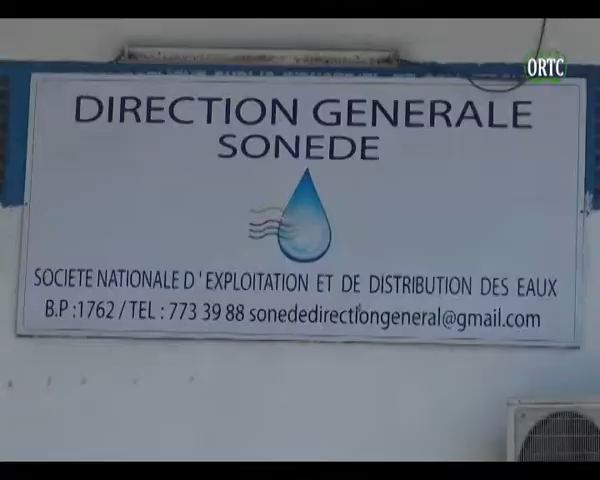 ORTC
DIRECTION GENERALE
SONEDE
SOCIETE NATIONALE D'EXPLOITATION ET DE DISTRIBUTION DES EAUX
B.P :1762 / TEL : 773 39 88 sonededirectiongeneral@gmail.com